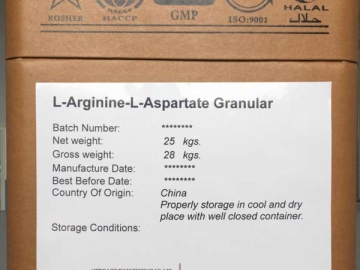 KOSHER
HACCP
GMP
ISO:9001
HALAL
حلال
L-Arginine-L-Aspartate Granular
Batch Number: ********
Net weight: 25 kgs.
Gross weight: 28 kgs.
Manufacture Date: ********
Best Before Date: ********
Country Of Origin: China
Properly storage in cool and dry
place with well closed container.
Storage Conditions: